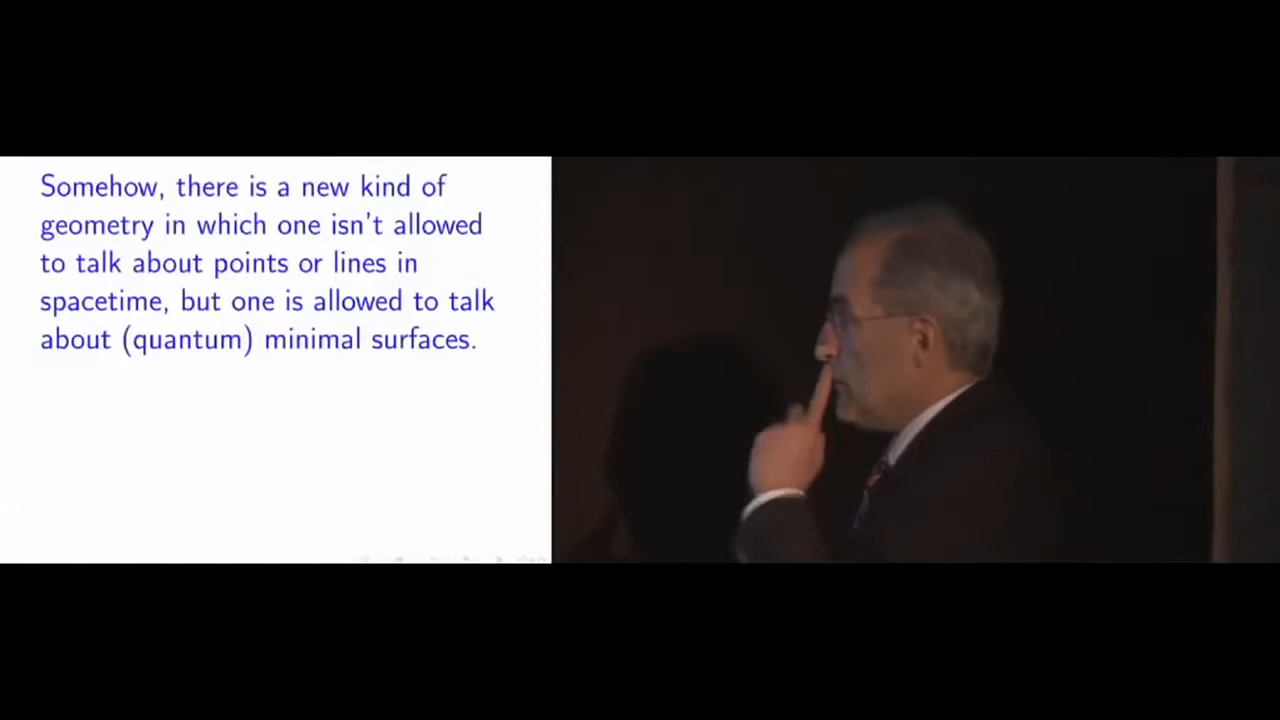 Somehow, there is a new kind of
geometry in which one isn't allowed
to talk about points or lines in
spacetime, but one is allowed to talk
about (quantum) minimal surfaces.